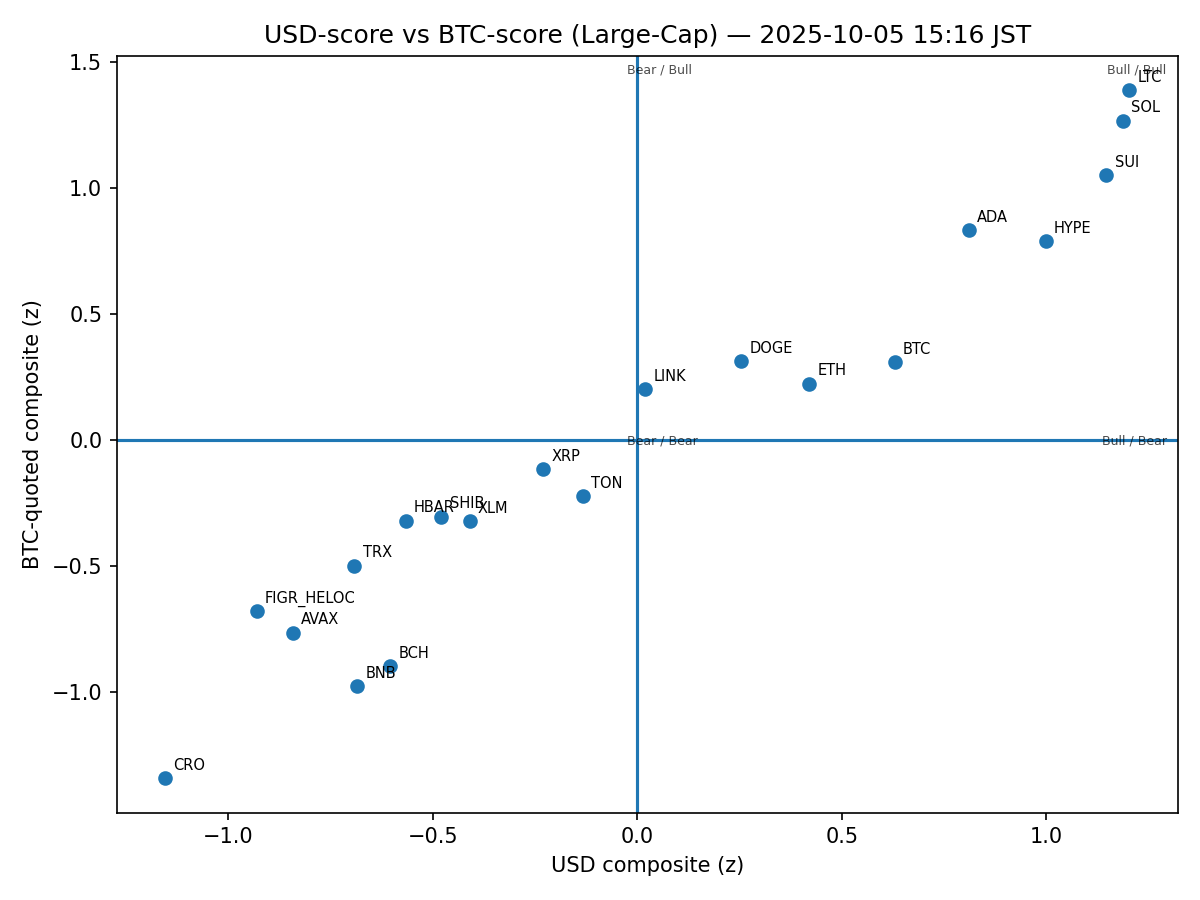 USD-score vs BTC-score (Large-Cap) — 2025-10-05 15:16 JST
1.5
Bear / Bull
Bull / Bull
LTC
SOL
SUI
1.0
ADA
HYPE
0.5
DOGE
BTC
ETH
LINK
0.0
Bear / Bear
Bull / Bear
XRP
TON
HBAR
SHIB
XLM
−0.5
TRX
FIGR_HELOC
AVAX
BCH
BNB
−1.0
CRO
−1.0
−0.5
0.0
0.5
1.0
USD composite (z)
BTC-quoted composite (z)